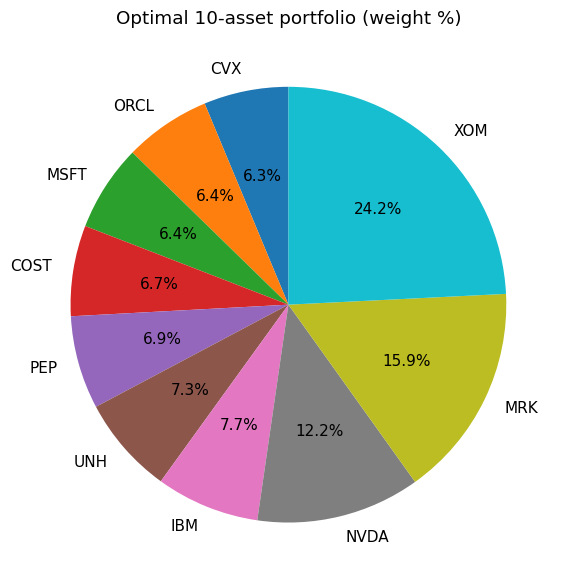 Optimal 10-asset portfolio (weight %)
CVX
6.3%
ORCL
6.4%
MSFT
6.4%
COST
6.7%
PEP
6.9%
UNH
7.3%
IBM
7.7%
NVDA
12.2%
MRK
15.9%
XOM
24.2%